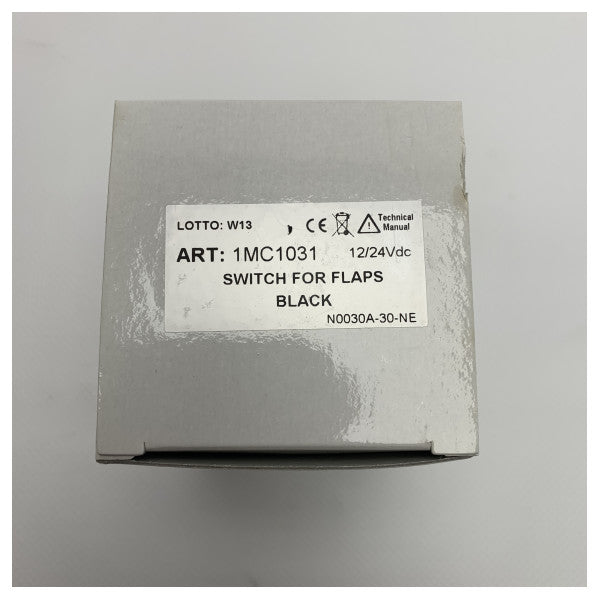 LOTTO: W13
CE
Technical
Manual
ART: 1MC1031 12/24Vdc
SWITCH FOR FLAPS
BLACK
N0030A-30-NE